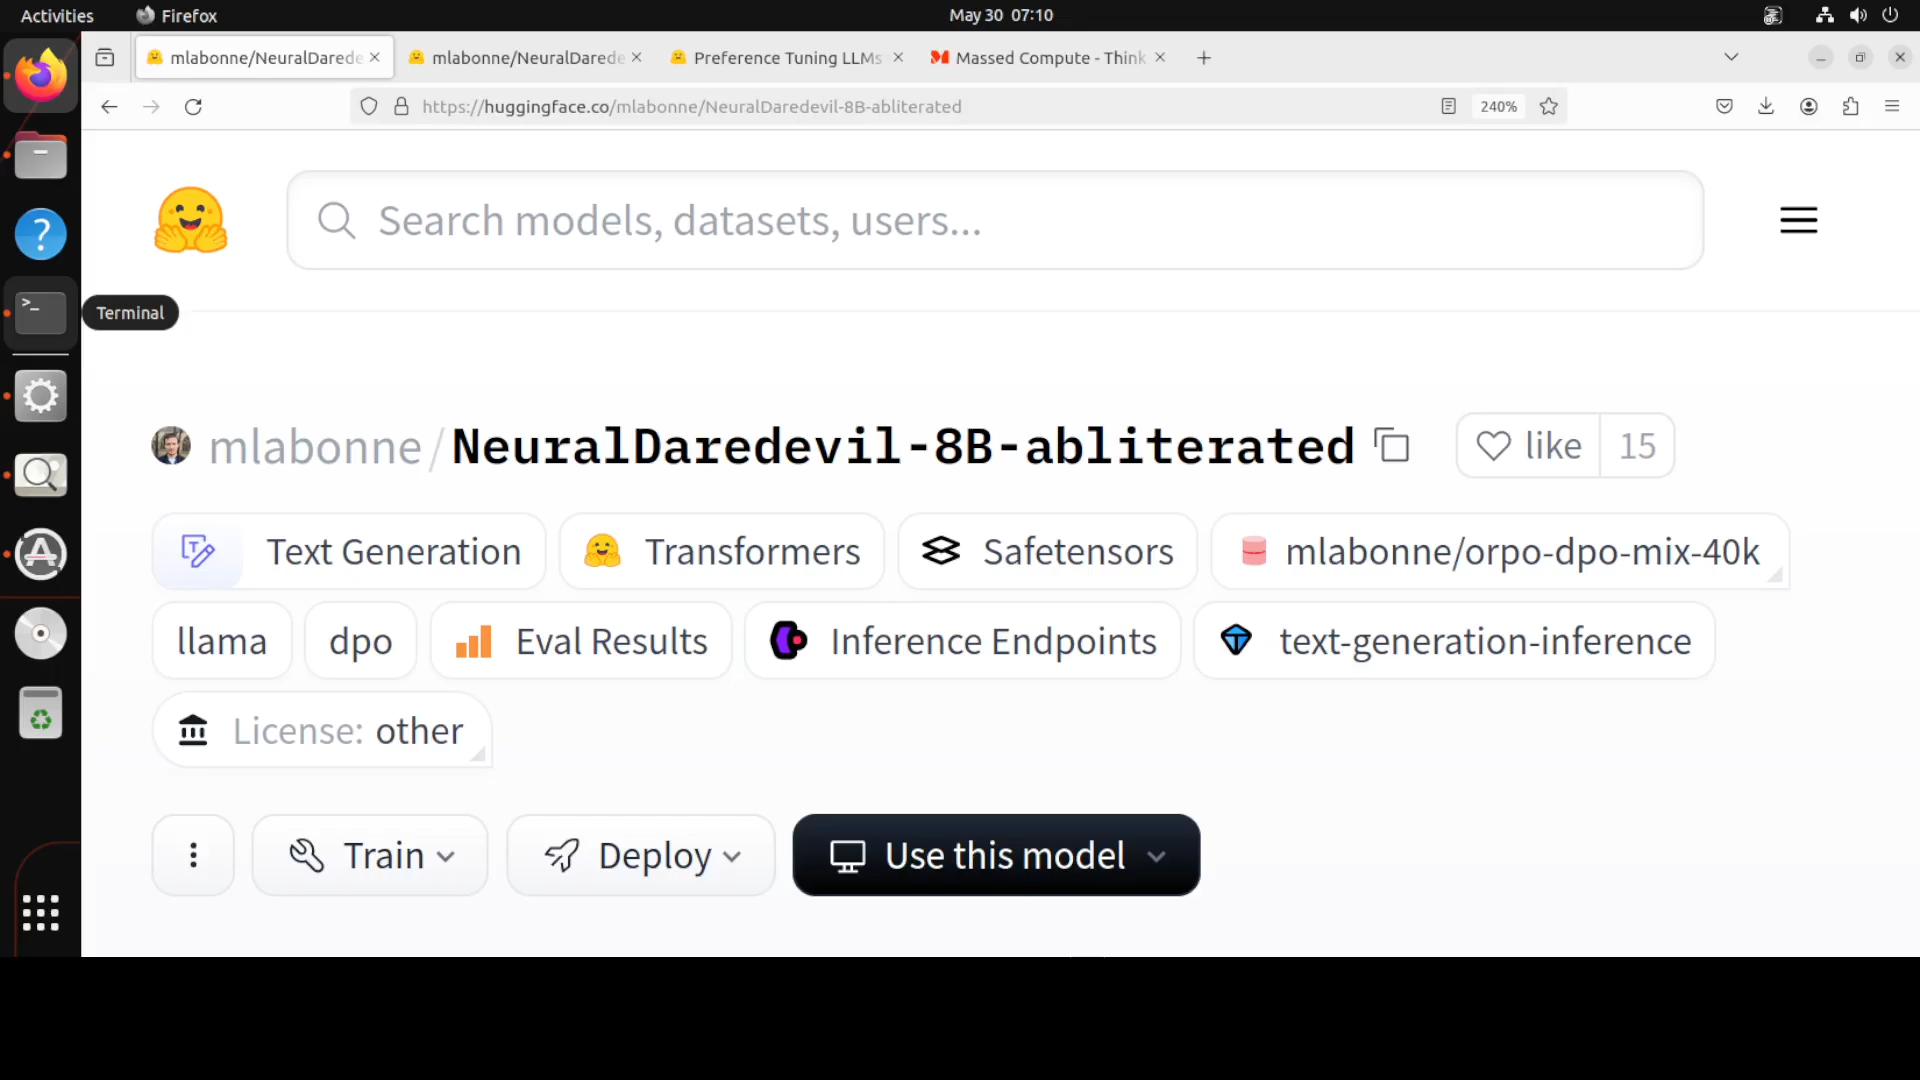 Activities
Firefox
May 30 07:10
mlabonne/NeuralDarede
mlabonne/NeuralDarede
Preference Tuning LLMs
Massed Compute - Think
https://huggingface.co/mlabonne/NeuralDaredevil-8B-abliterated
240%
Search models, datasets, users...
Terminal
mlabonne/NeuralDaredevil-8B-abliterated
like 15
Text Generation
Transformers
Safetensors
mlabonne/orpo-dpo-mix-40k
llama
dpo
Eval Results
Inference Endpoints
text-generation-inference
License: other
Train
Deploy
Use this model